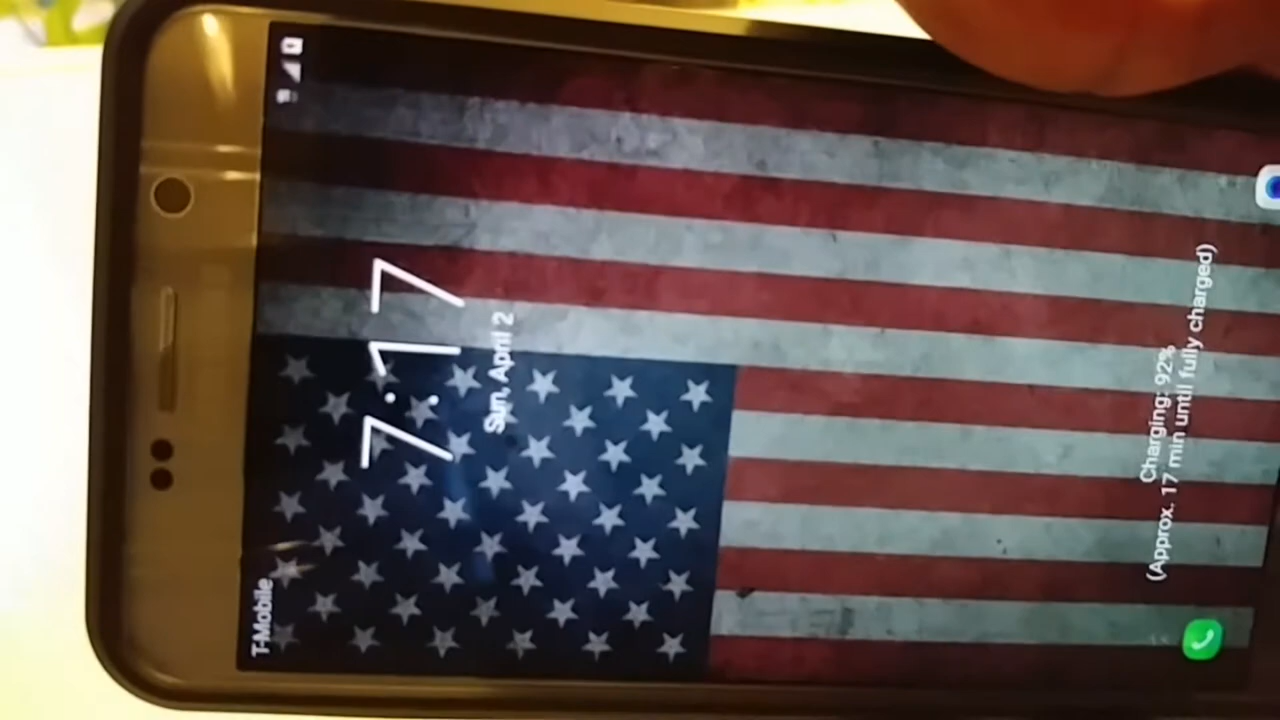 T-Mobile
7:17
Sun, April 2
Charging: 92%
(Approx. 17 min until fully charged)